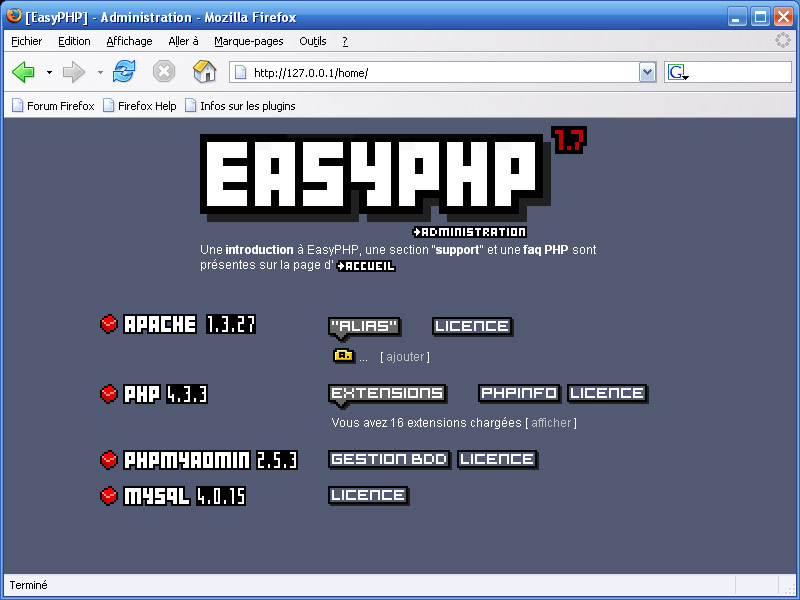 [EasyPHP] - Administration - Mozilla Firefox
Fichier Edition Affichage Aller à Marque-pages Outils ?
http://127.0.0.1/home/ G
Forum Firefox Firefox Help Infos sur les plugins
EASYPHP 1.7
ADMINISTRATION
Une introduction à EasyPHP, une section "support" et une faq PHP sont
présentes sur la page d' ACCUEIL
APACHE 1.3.27 "ALIAS" LICENCE
... [ ajouter ]
PHP 4.3.3 EXTENSIONS PHPINFO LICENCE
Vous avez 16 extensions chargées [ afficher ]
PHPMYADMIN 2.5.3 GESTION BDD LICENCE
MYSQL 4.0.15 LICENCE
Terminé